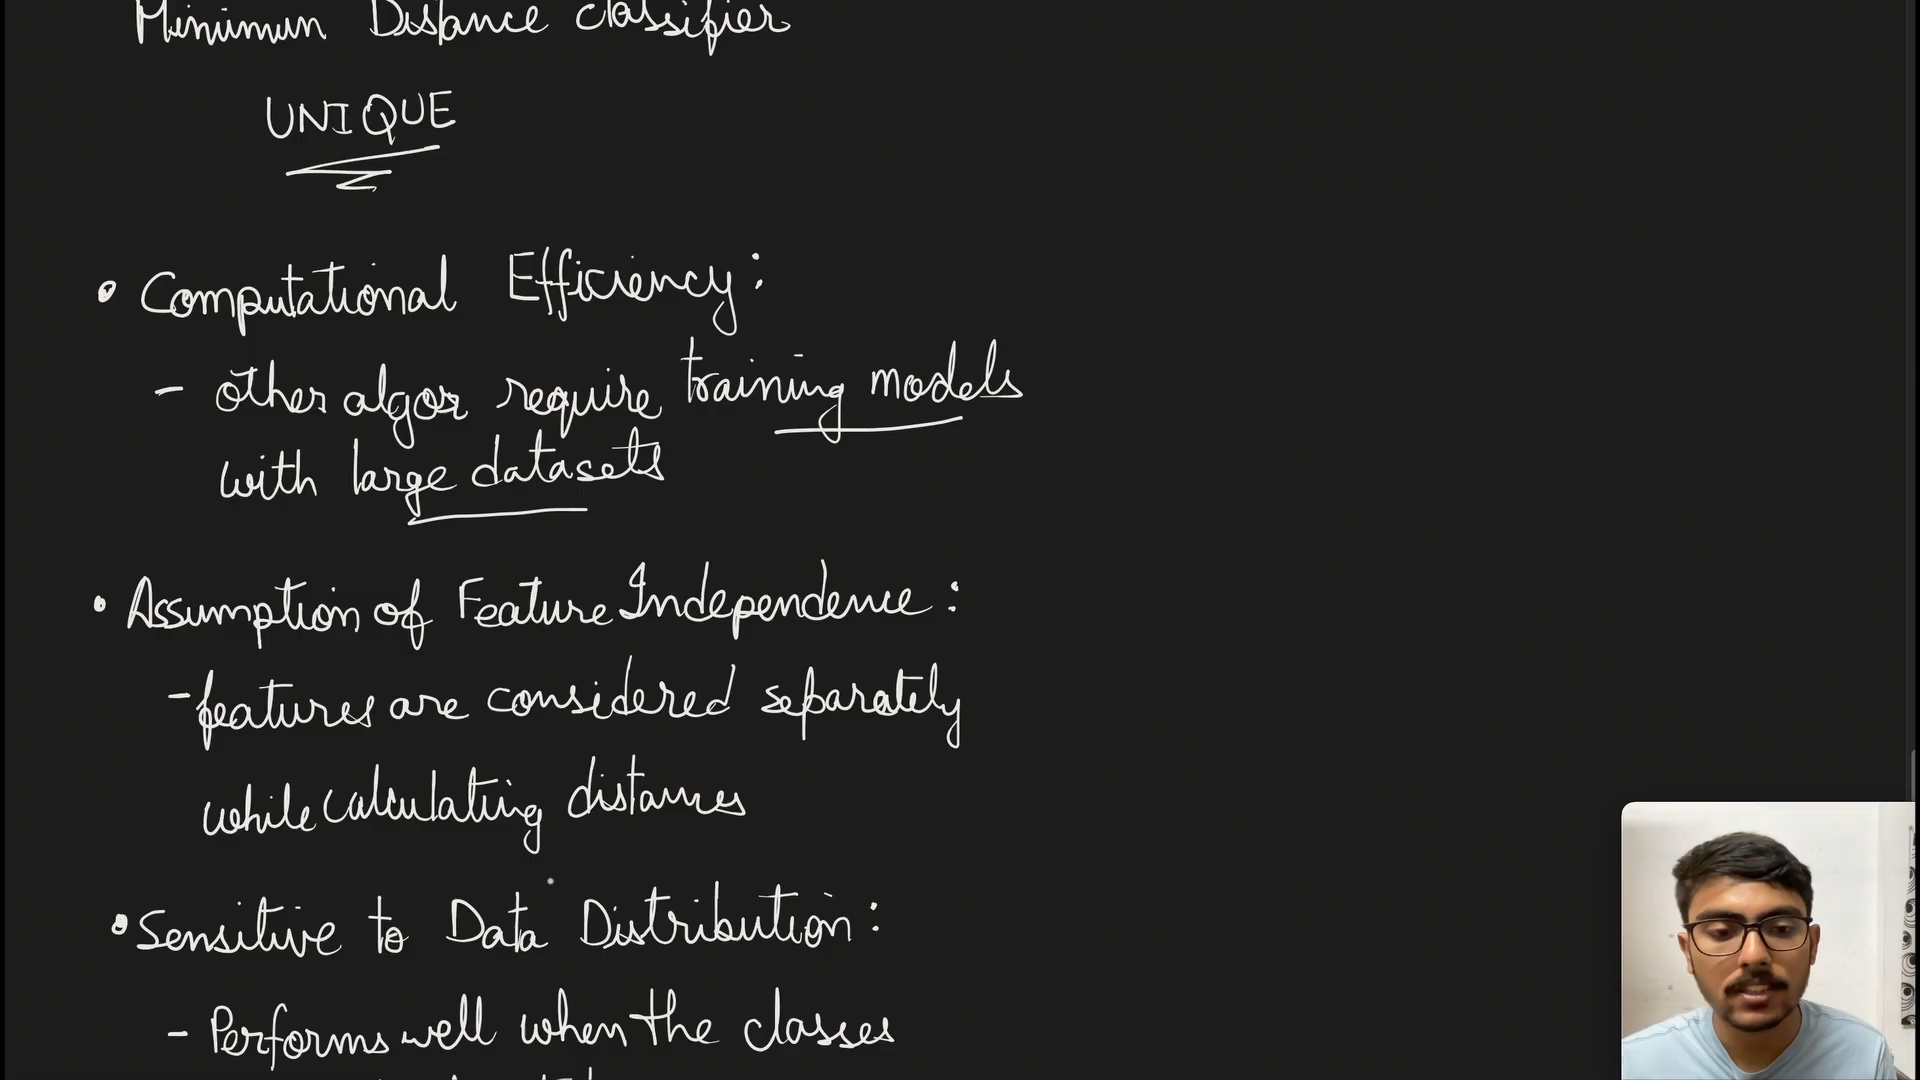 Minimum Distance classifier
UNIQUE
• Computational Efficiency:
- other algos require training models
with large datasets
• Assumption of Feature Independence:
- features are considered separately
while calculating distances
• Sensitive to Data Distribution:
- Performs well when the classes